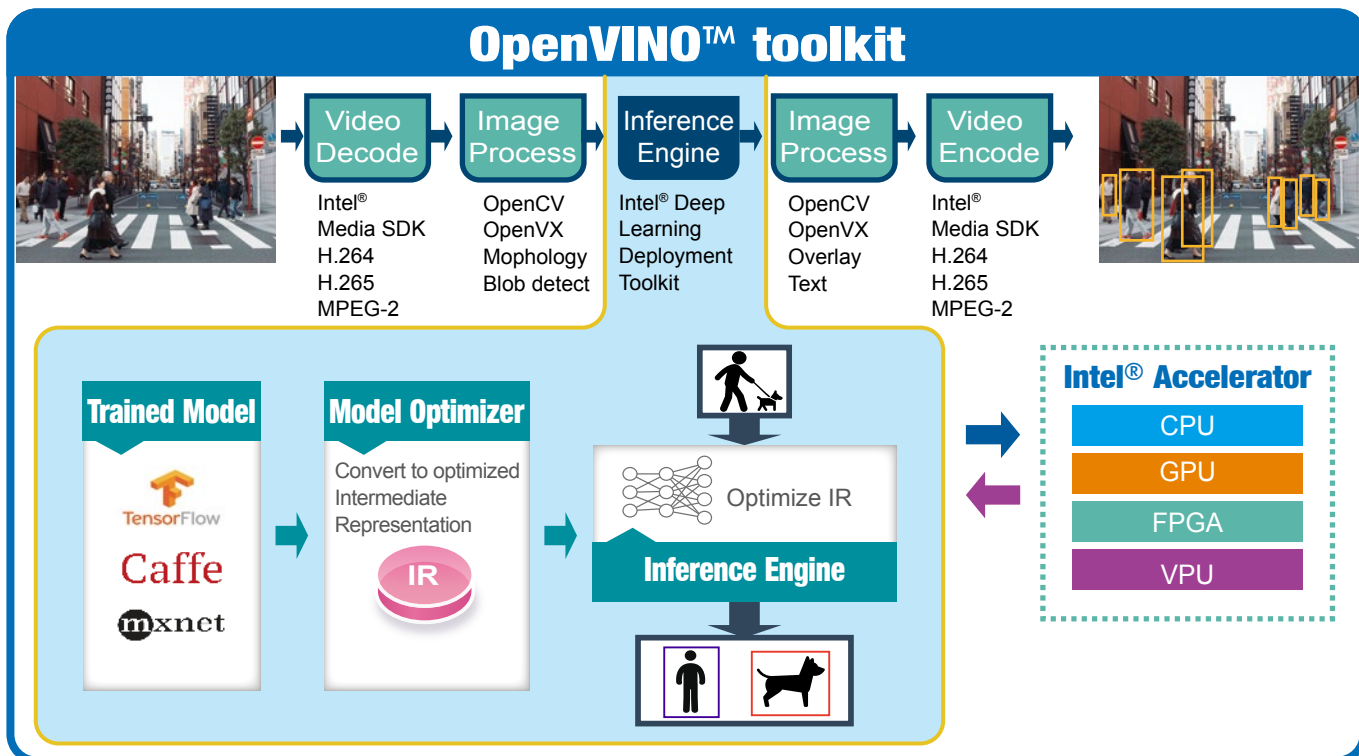 OpenVINO™ toolkit
Video
Decode
Intel®
Media SDK
H.264
H.265
MPEG-2
Image
Process
OpenCV
OpenVX
Mophology
Blob detect
Inference
Engine
Intel® Deep
Learning
Deployment
Toolkit
Image
Process
OpenCV
OpenVX
Overlay
Text
Video
Encode
Intel®
Media SDK
H.264
H.265
MPEG-2
Trained Model
TensorFlow
Caffe
mxnet
Model Optimizer
Convert to optimized
Intermediate
Representation
IR
Optimize IR
Inference Engine
Intel® Accelerator
CPU
GPU
FPGA
VPU